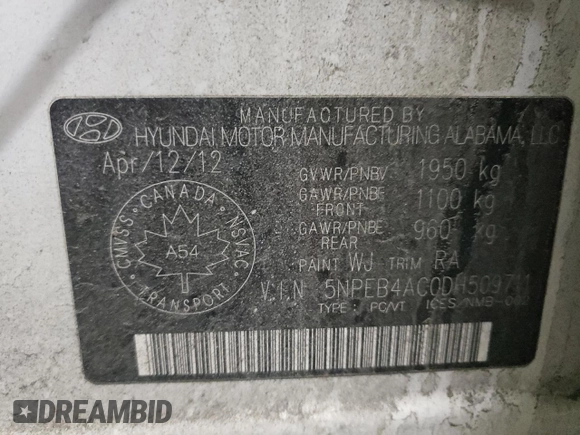 MANUFACTURED BY
HYUNDAI MOTOR MANUFACTURING ALABAMA, LLC
Apr/12/12
GVWR/PNBV 1950 kg
GAWR/PNBE FRONT 1100 kg
GAWR/PNBE REAR 960 kg
PAINT WJ TRIM RA
V.I.N 5NPEB4AC0DH509711
TYPE : PC/VT ICES/NMB-002
CANADA
CMVSS
NSVAC
A54
TRANSPORT
DREAMBID